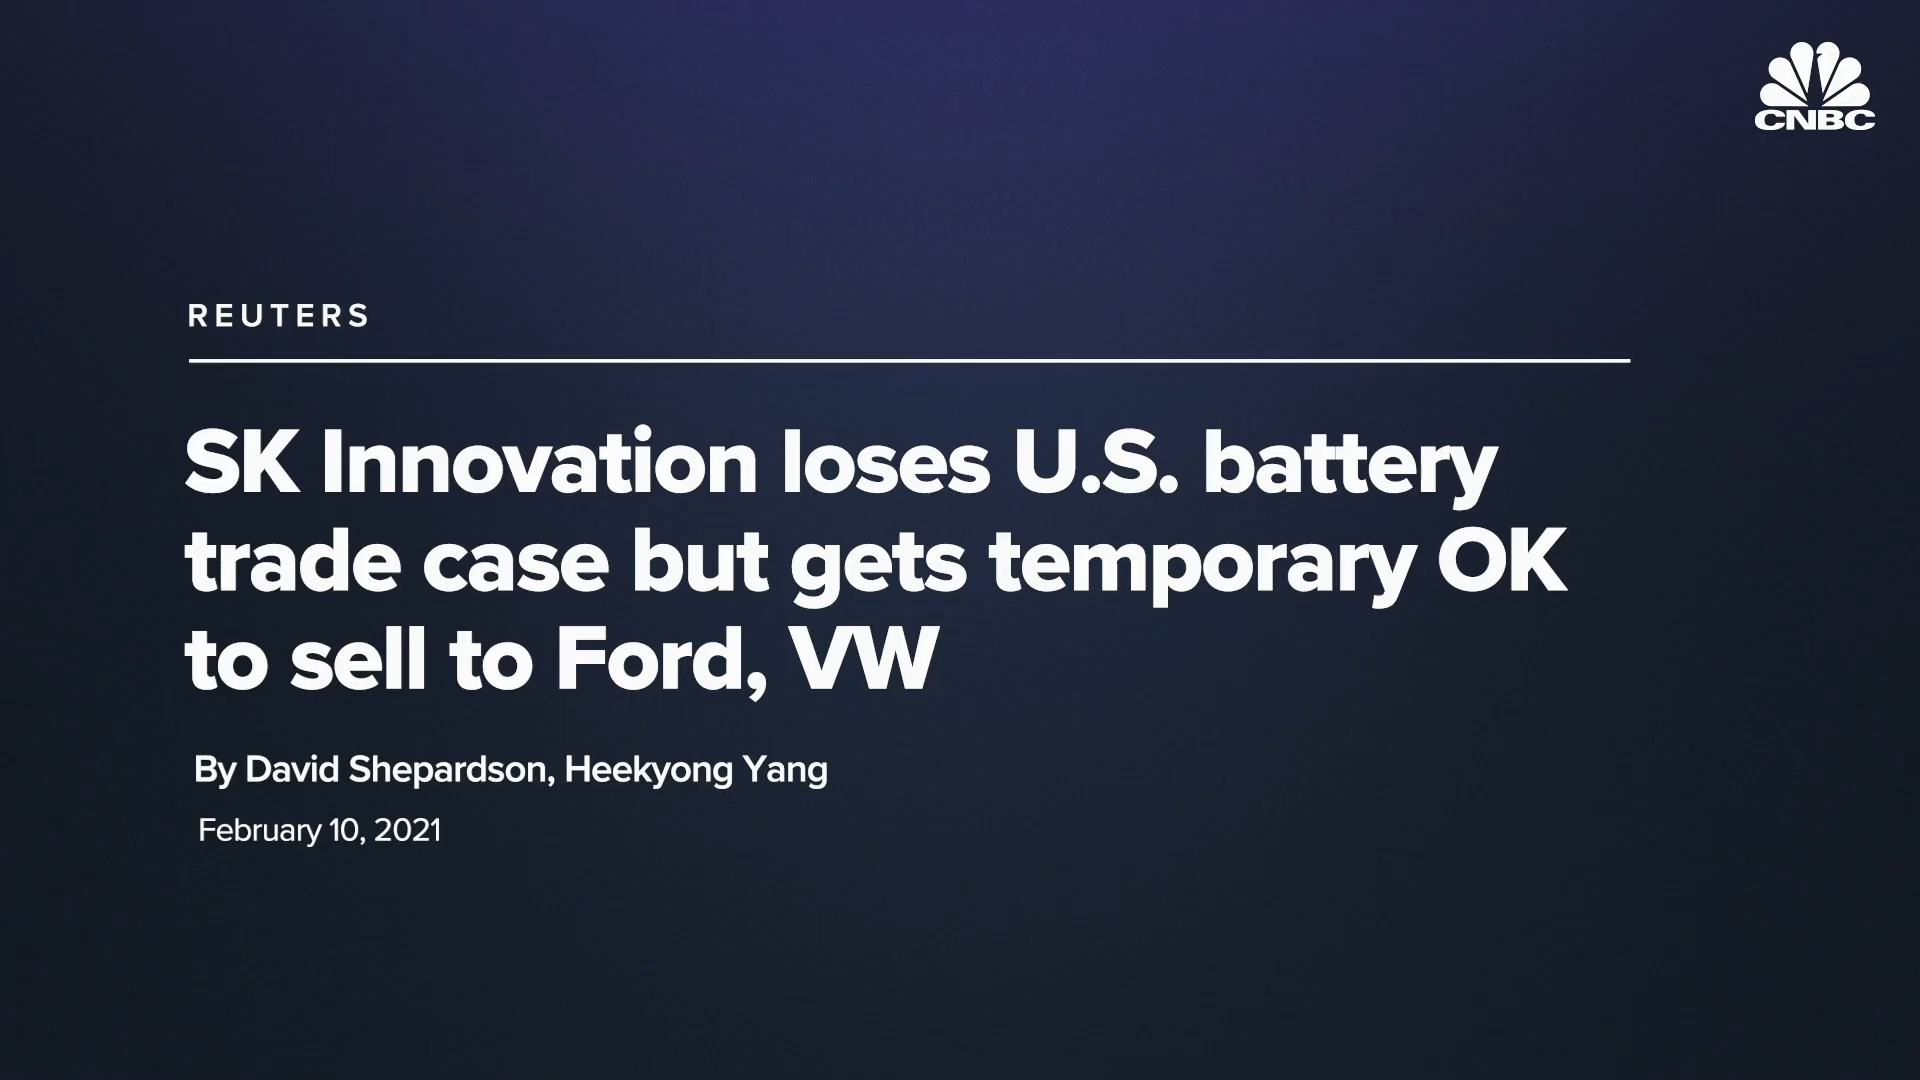 CNBC
REUTERS
SK Innovation loses U.S. battery
trade case but gets temporary OK
to sell to Ford, VW
By David Shepardson, Heekyong Yang
February 10, 2021